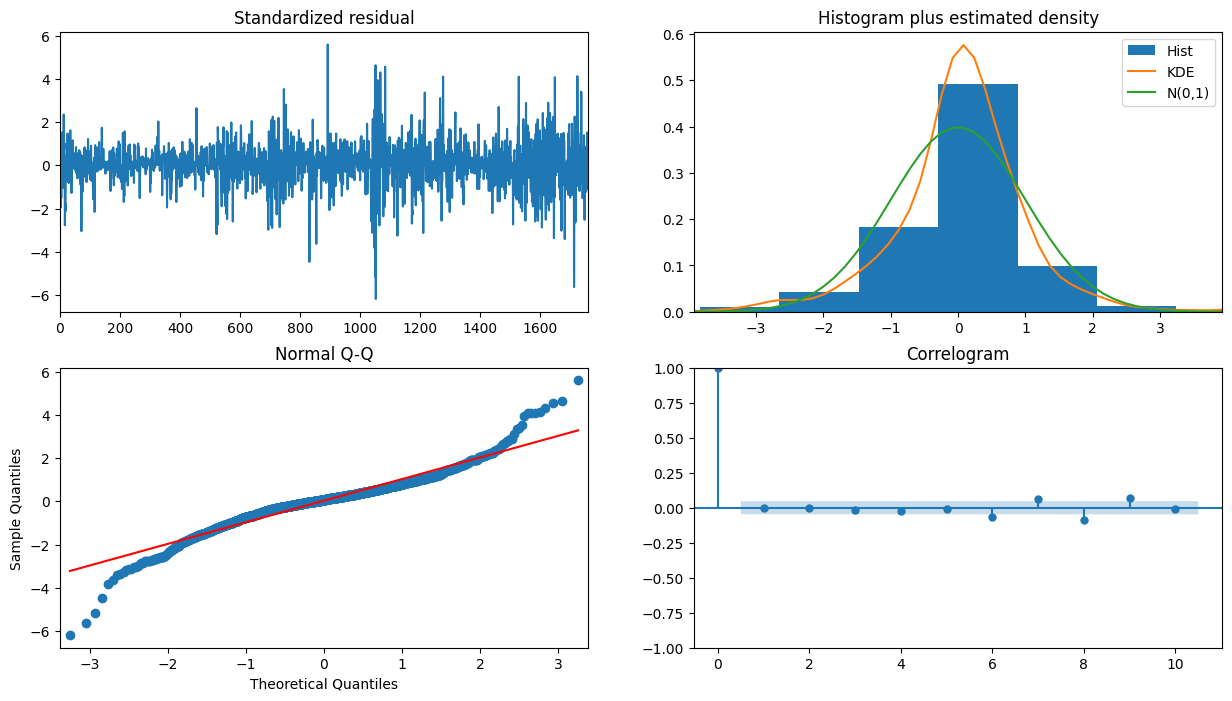 Standardized residual
6
4
2
0
−2
−4
−6
0 200 400 600 800 1000 1200 1400 1600
Histogram plus estimated density
0.6
0.5
0.4
0.3
0.2
0.1
0.0
−3 −2 −1 0 1 2 3
Hist
KDE
N(0,1)
Normal Q-Q
Sample Quantiles
6
4
2
0
−2
−4
−6
−3 −2 −1 0 1 2 3
Theoretical Quantiles
Correlogram
1.00
0.75
0.50
0.25
0.00
−0.25
−0.50
−0.75
−1.00
0 2 4 6 8 10